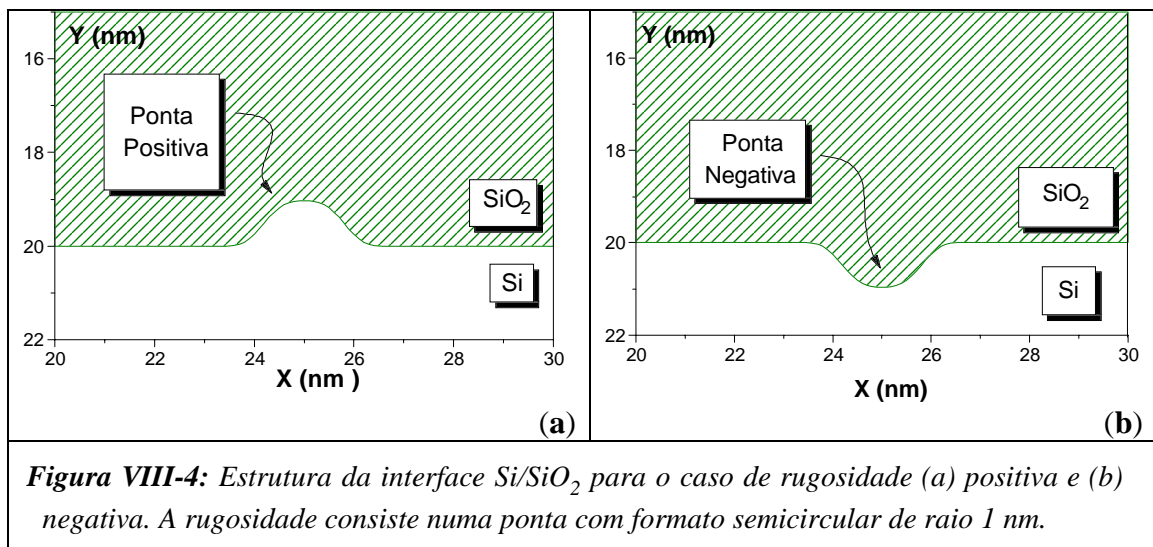 Y (nm)
16
18
20
22
Ponta
Positiva
SiO2
Si
20 22 24 26 28 30
X (nm )
(a)
Y (nm)
16
18
20
22
Ponta
Negativa
SiO2
Si
20 22 24 26 28 30
X (nm)
(b)
Figura VIII-4: Estrutura da interface Si/SiO2 para o caso de rugosidade (a) positiva e (b)
negativa. A rugosidade consiste numa ponta com formato semicircular de raio 1 nm.